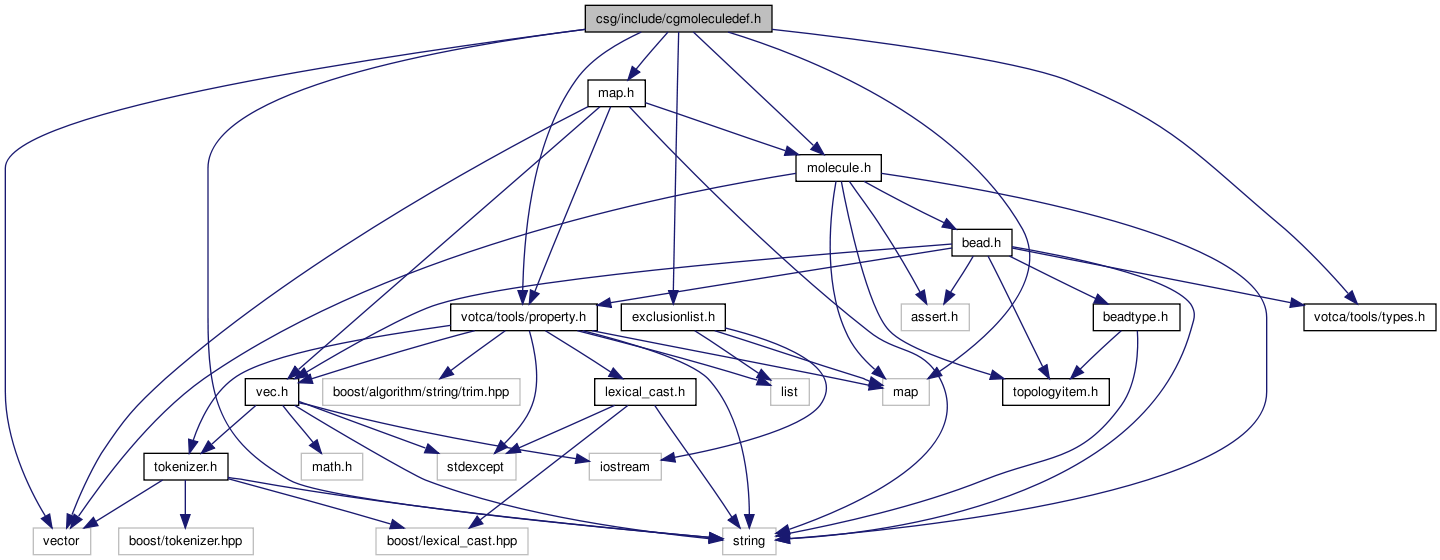 csg/include/cgmoleculedef.h
map.h
molecule.h
bead.h
votca/tools/property.h
exclusionlist.h
assert.h
beadtype.h
votca/tools/types.h
vec.h
boost/algorithm/string/trim.hpp
lexical_cast.h
list
map
topologyitem.h
tokenizer.h
math.h
stdexcept
iostream
vector
boost/tokenizer.hpp
boost/lexical_cast.hpp
string